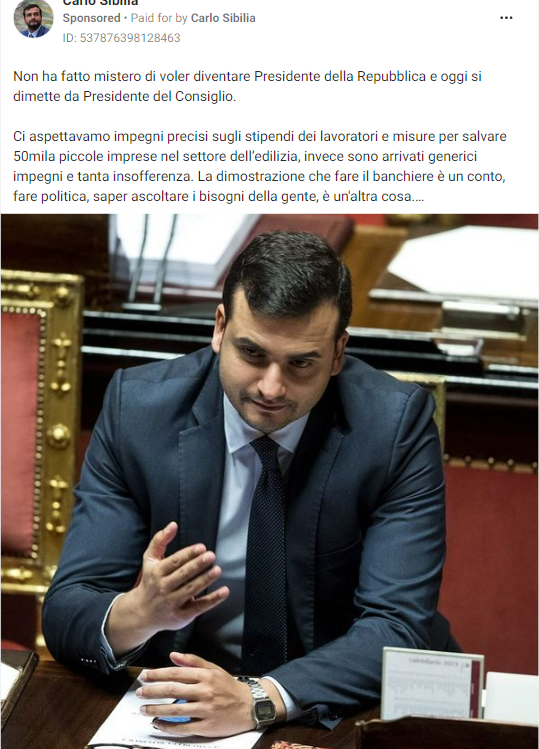 Carlo Sibilia
Sponsored • Paid for by Carlo Sibilia
ID: 537876398128463
Non ha fatto mistero di voler diventare Presidente della Repubblica e oggi si
dimette da Presidente del Consiglio.
Ci aspettavamo impegni precisi sugli stipendi dei lavoratori e misure per salvare
50mila piccole imprese nel settore dell’edilizia, invece sono arrivati generici
impegni e tanta insofferenza. La dimostrazione che fare il banchiere è un conto,
fare politica, saper ascoltare i bisogni della gente, è un'altra cosa.…